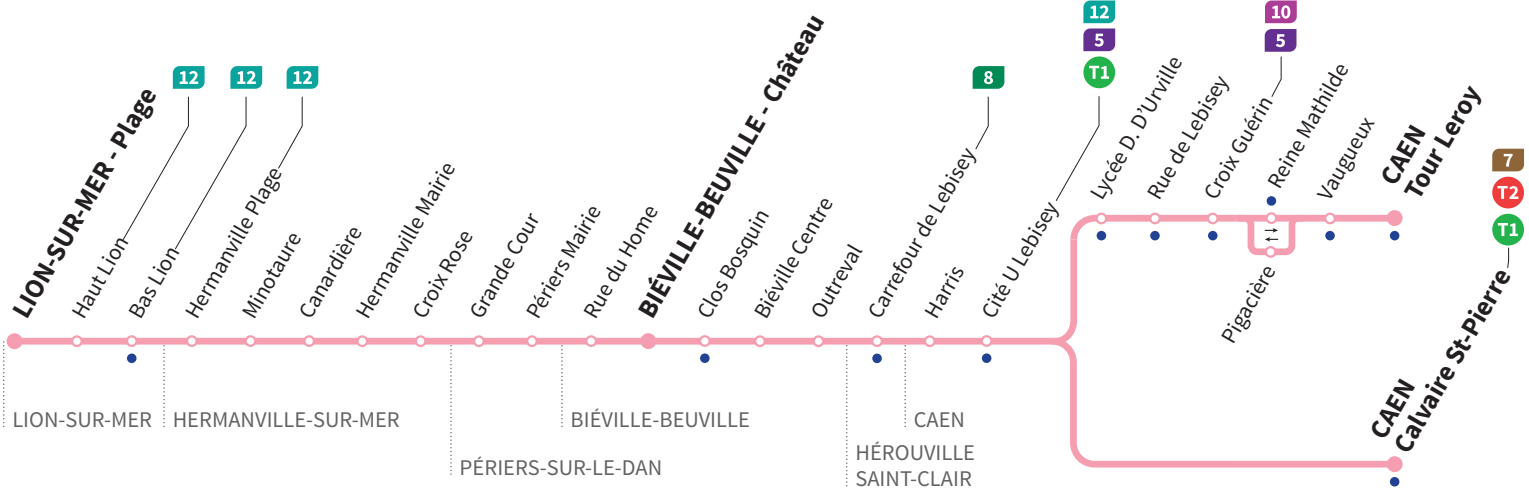 LION-SUR-MER - Plage
Haut Lion
12
Bas Lion
12
Hermanville Plage
12
Minotaure
Canardière
Hermanville Mairie
Croix Rose
Grande Cour
Périers Mairie
Rue du Home
BIÉVILLE-BEUVILLE - Château
Clos Bosquin
Biéville Centre
Outreval
Carrefour de Lebisey
8
Harris
Cité U Lebisey
12
5
T1
Lycée D. D'Urville
Rue de Lebisey
Croix Guérin
10
5
Reine Mathilde
Pigacière
Vaugueux
CAEN
Tour Leroy
CAEN
Calvaire St-Pierre
7
T2
T1
LION-SUR-MER
HERMANVILLE-SUR-MER
PÉRIERS-SUR-LE-DAN
BIÉVILLE-BEUVILLE
HÉROUVILLE
SAINT-CLAIR
CAEN